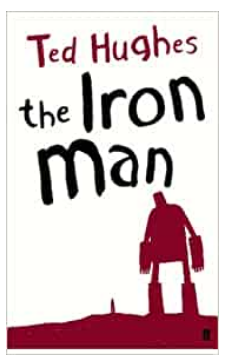 Ted Hughes
the Iron
man